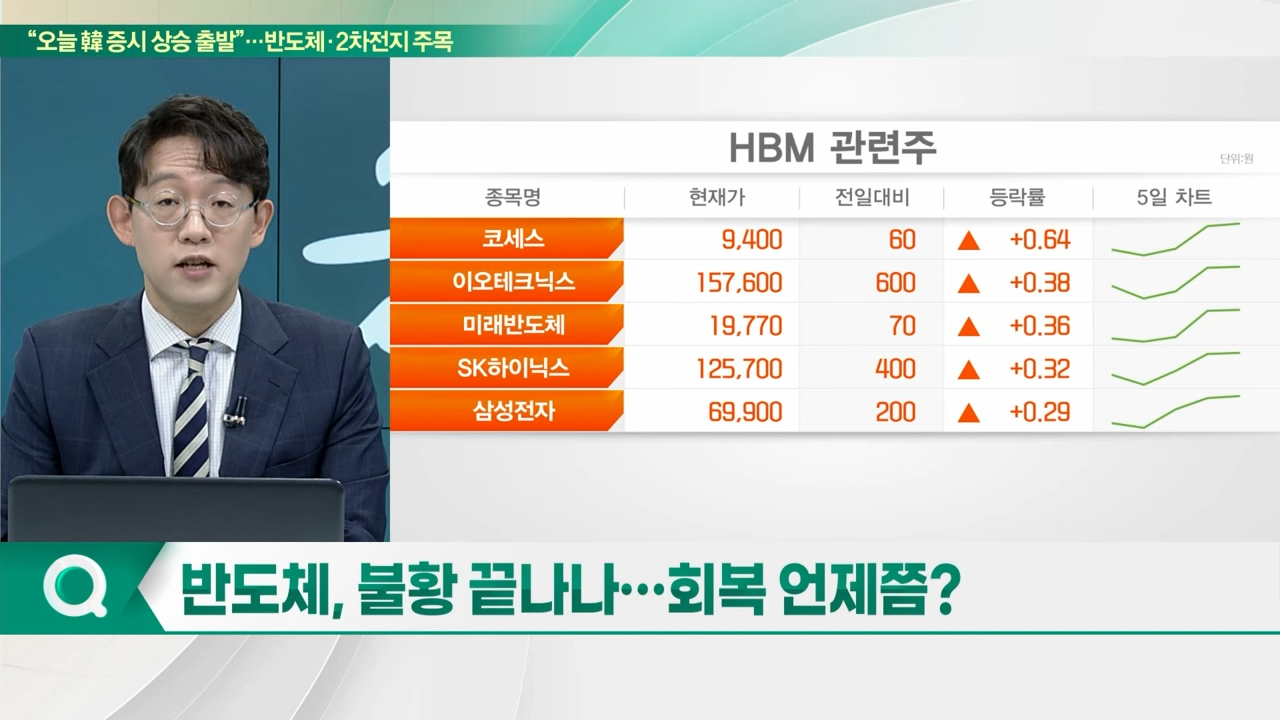 “오늘 韓 증시 상승 출발”…반도체·2차전지 주목
HBM 관련주
단위:원
종목명 현재가 전일대비 등락률 5일 차트
코세스 9,400 60 ▲ +0.64
이오테크닉스 157,600 600 ▲ +0.38
미래반도체 19,770 70 ▲ +0.36
SK하이닉스 125,700 400 ▲ +0.32
삼성전자 69,900 200 ▲ +0.29
반도체, 불황 끝나나…회복 언제쯤?